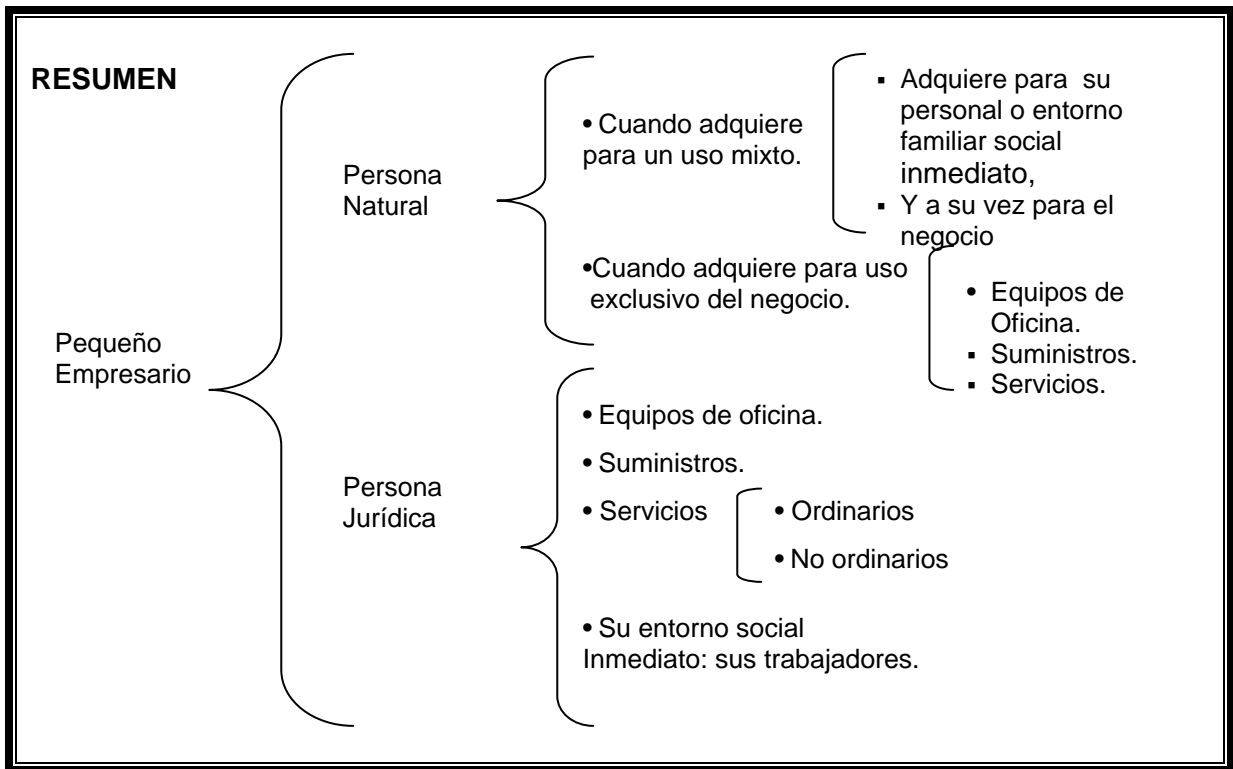 RESUMEN
Pequeño
Empresario
Persona
Natural
• Cuando adquiere
para un uso mixto.
▪ Adquiere para su
personal o entorno
familiar social
inmediato,
▪ Y a su vez para el
negocio
•Cuando adquiere para uso
exclusivo del negocio.
• Equipos de
Oficina.
▪ Suministros.
▪ Servicios.
Persona
Jurídica
• Equipos de oficina.
• Suministros.
• Servicios
• Ordinarios
• No ordinarios
• Su entorno social
Inmediato: sus trabajadores.